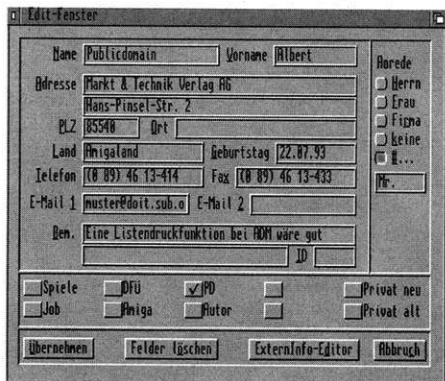 Edit-Fenster
Name Publicdomain Vorname Albert
Anrede
Adresse Markt & Technik Verlag AG
Herrn
Hans-Pinsel-Str. 2
Frau
PLZ 85540 Ort
Firma
Land Amigaland Geburtstag 22.07.93
keine
Telefon (0 89) 46 13-414 Fax (0 89) 46 13-433
N...
Mr.
E-Mail 1 muster@doit.sub.o E-Mail 2
Bem. Eine Listendruckfunktion bei ADM wäre gut
ID
Spiele DFÜ PD Privat neu
Job Amiga Autor Privat alt
Übernehmen Felder löschen ExternInfo-Editor Abbruch